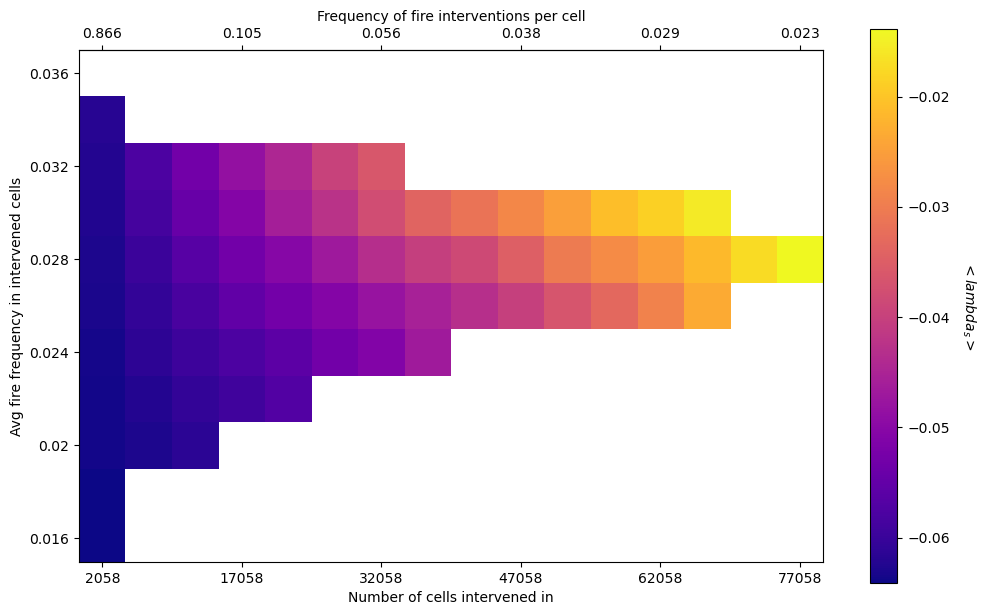 Frequency of fire interventions per cell
0.866 0.105 0.056 0.038 0.029 0.023
Avg fire frequency in intervened cells
0.036
0.032
0.028
0.024
0.02
0.016
2058 17058 32058 47058 62058 77058
Number of cells intervened in
−0.02
−0.03
−0.04
−0.05
−0.06
< lambda_s >